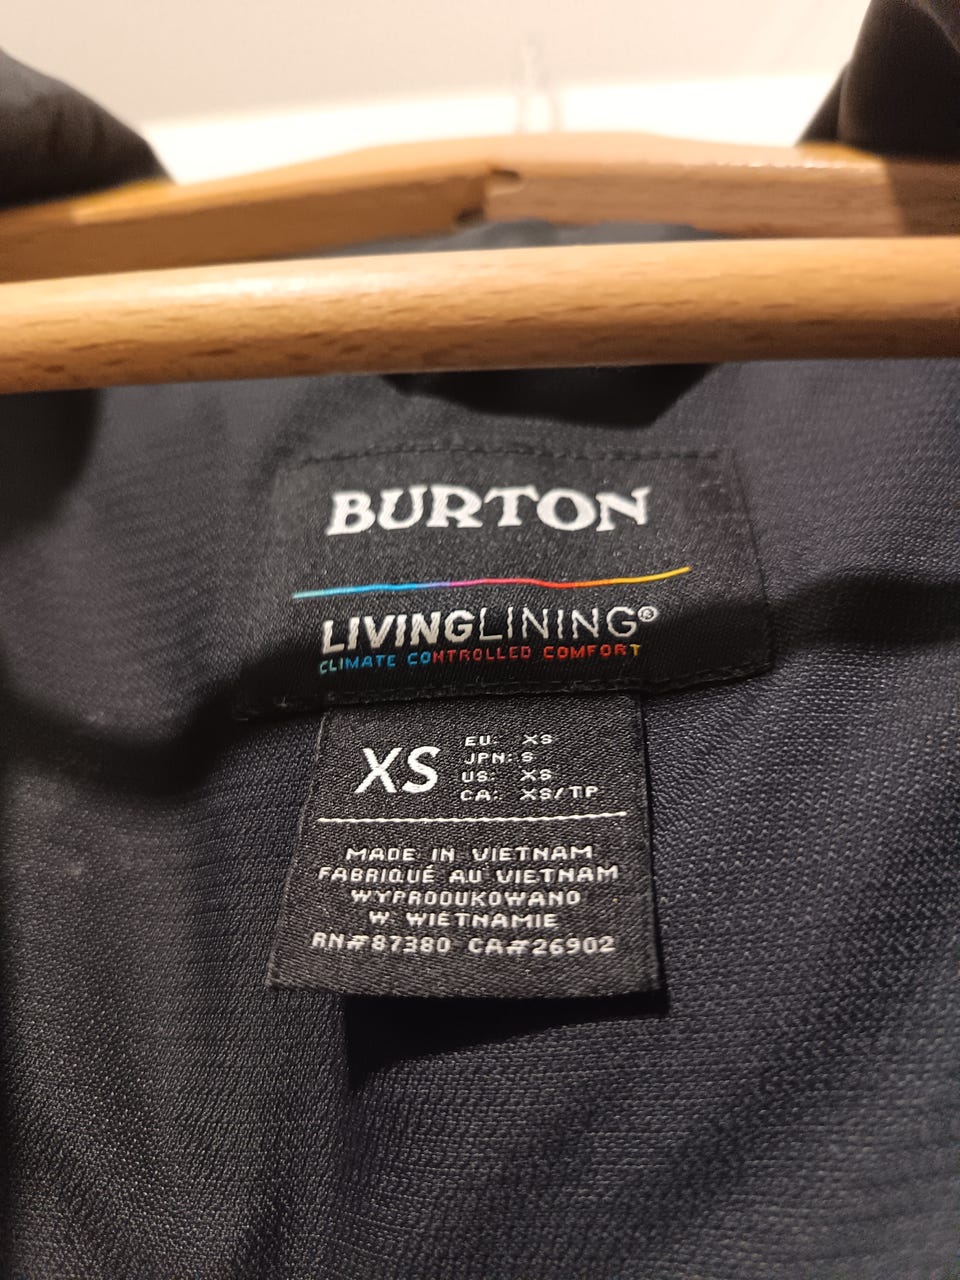 BURTON
LIVINGLINING®
CLIMATE CONTROLLED COMFORT
XS
EU: XS
JPN: S
US: XS
CA: XS/TP
MADE IN VIETNAM
FABRIQUÉ AU VIETNAM
WYPRODUKOWANO
W. WIETNAMIE
RN#87380 CA#26902